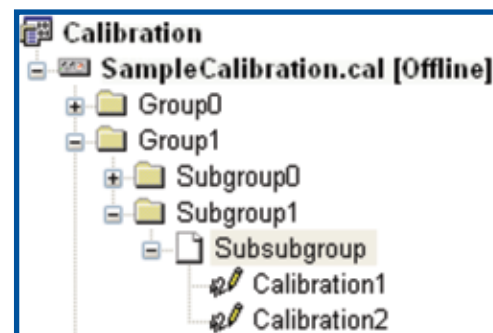 Calibration
SampleCalibration.cal [Offline]
Group0
Group1
Subgroup0
Subgroup1
Subsubgroup
Calibration1
Calibration2